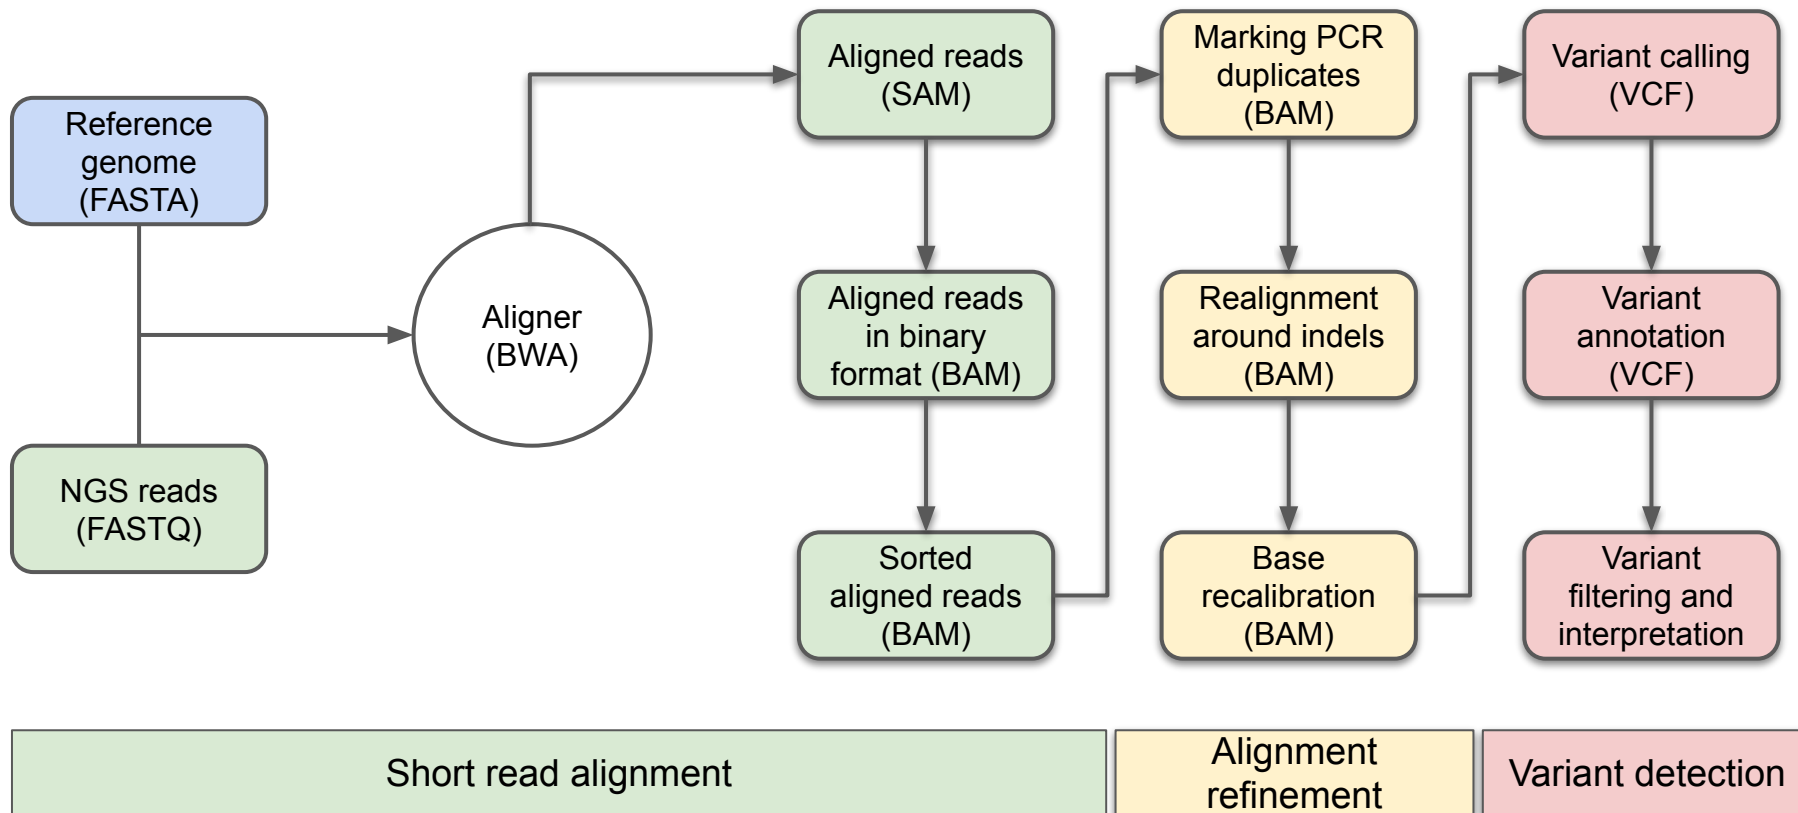 Reference
genome
(FASTA)
NGS reads
(FASTQ)
Aligner
(BWA)
Aligned reads
(SAM)
Aligned reads
in binary
format (BAM)
Sorted
aligned reads
(BAM)
Marking PCR
duplicates
(BAM)
Realignment
around indels
(BAM)
Base
recalibration
(BAM)
Variant calling
(VCF)
Variant
annotation
(VCF)
Variant
filtering and
interpretation
Short read alignment
Alignment
refinement
Variant detection